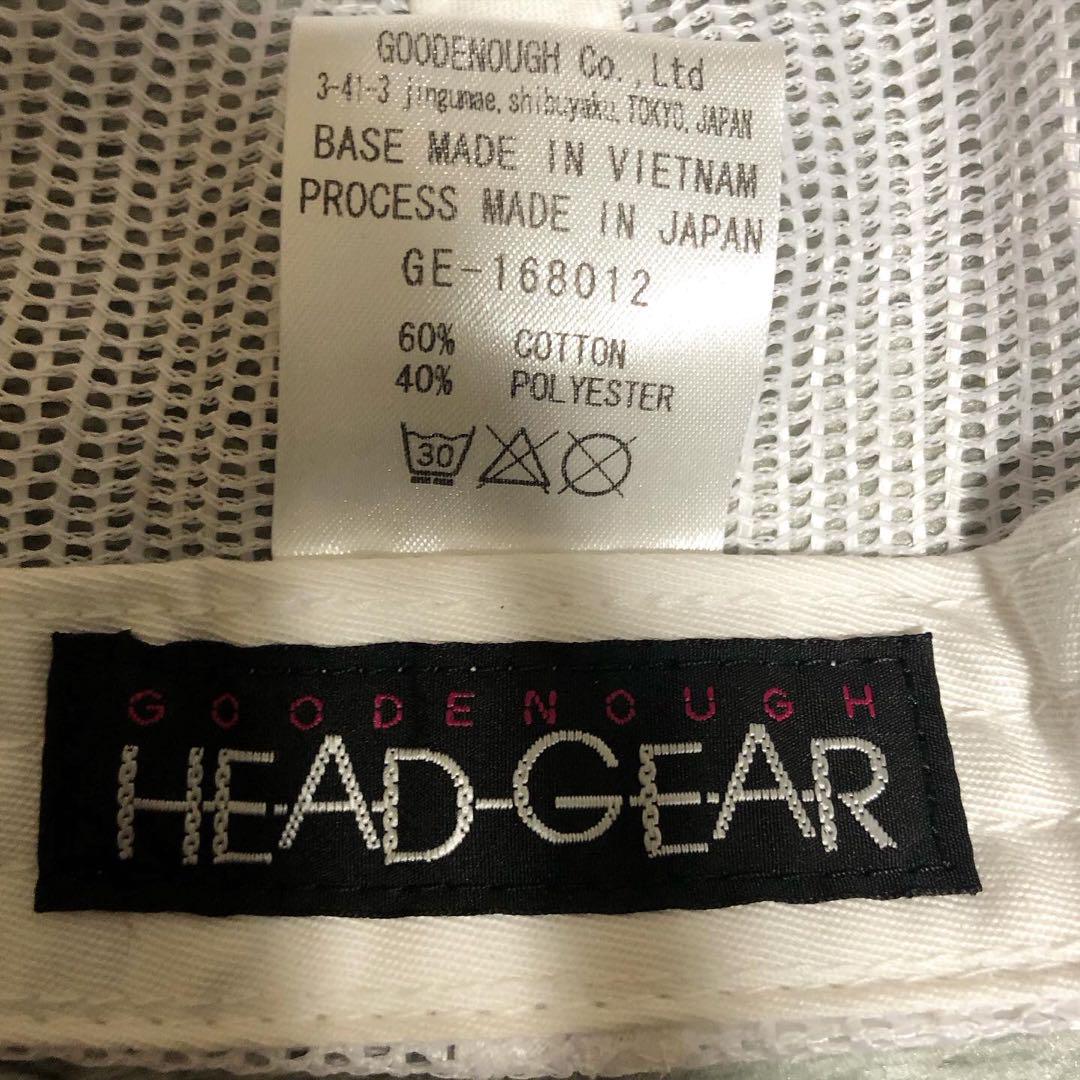 GOODENOUGH Co.,Ltd
3-41-3 jingumae, shibuyaku, TOKYO, JAPAN
BASE MADE IN VIETNAM
PROCESS MADE IN JAPAN
GE-168012
60% COTTON
40% POLYESTER
30
GOODENOUGH
HEAD-GEAR